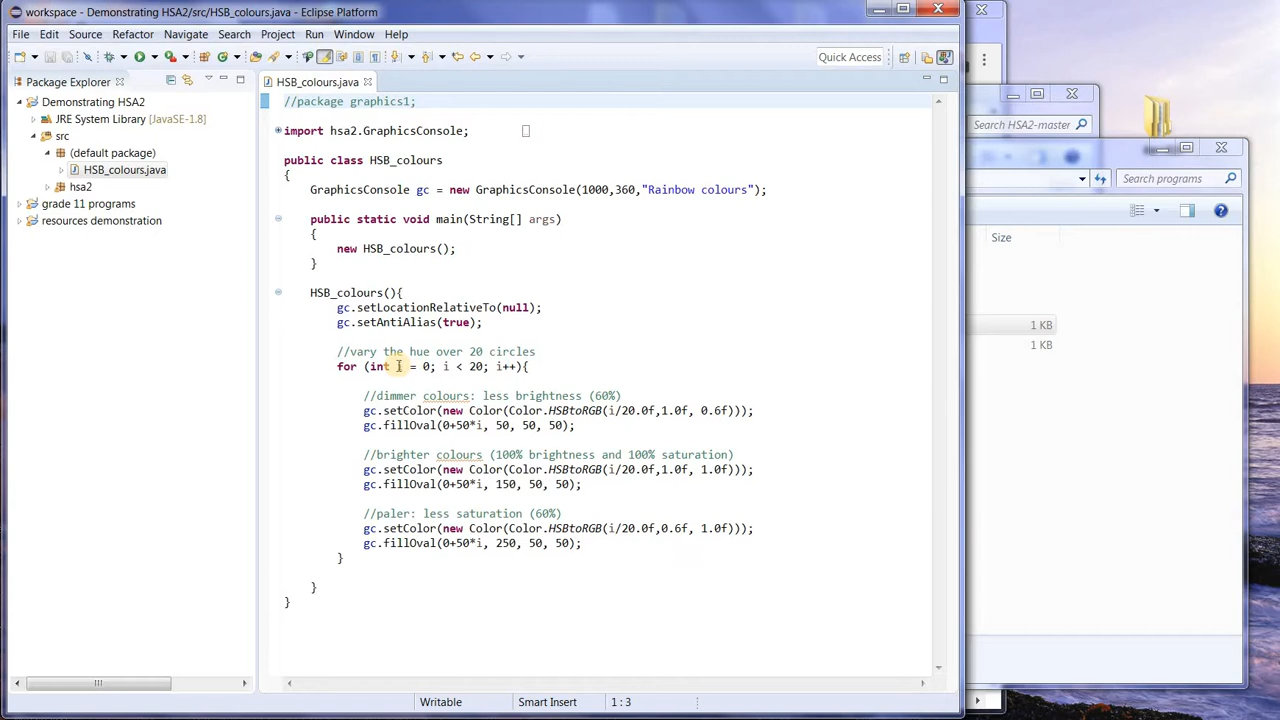 workspace - Demonstrating HSA2/src/HSB_colours.java - Eclipse Platform
File Edit Source Refactor Navigate Search Project Run Window Help
Quick Access
Package Explorer
Demonstrating HSA2
JRE System Library [JavaSE-1.8]
src
(default package)
HSB_colours.java
hsa2
grade 11 programs
resources demonstration
HSB_colours.java
//package graphics1;
import hsa2.GraphicsConsole;
public class HSB_colours
{
GraphicsConsole gc = new GraphicsConsole(1000,360,"Rainbow colours");
public static void main(String[] args)
{
new HSB_colours();
}
HSB_colours(){
gc.setLocationRelativeTo(null);
gc.setAntiAlias(true);
//vary the hue over 20 circles
for (int i = 0; i < 20; i++){
//dimmer colours: less brightness (60%)
gc.setColor(new Color(Color.HSBtoRGB(i/20.0f,1.0f, 0.6f)));
gc.fillOval(0+50*i, 50, 50, 50);
//brighter colours (100% brightness and 100% saturation)
gc.setColor(new Color(Color.HSBtoRGB(i/20.0f,1.0f, 1.0f)));
gc.fillOval(0+50*i, 150, 50, 50);
//paler: less saturation (60%)
gc.setColor(new Color(Color.HSBtoRGB(i/20.0f,0.6f, 1.0f)));
gc.fillOval(0+50*i, 250, 50, 50);
}
}
}
Writable
Smart Insert
1 : 3
Search HSA2-master
Search programs
Size
1 KB
1 KB